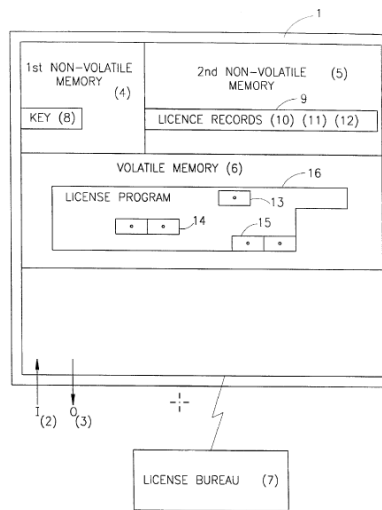 1
1st NON-VOLATILE
MEMORY
(4)
2nd NON-VOLATILE (5)
MEMORY
9
KEY (8)
LICENCE RECORDS (10) (11) (12)
VOLATILE MEMORY (6)
16
LICENSE PROGRAM
13
14
15
I
(2)
O
(3)
LICENSE BUREAU (7)